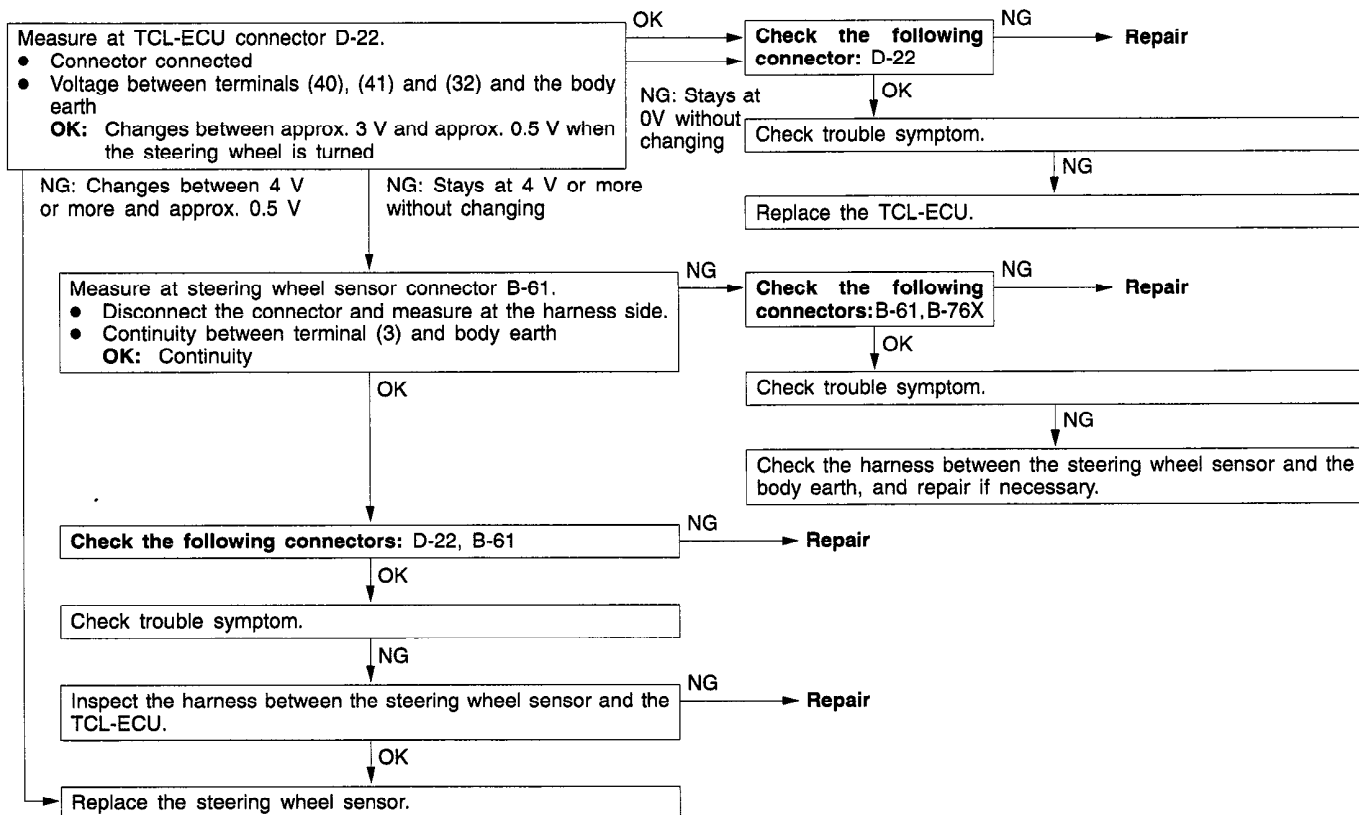 Measure at TCL-ECU connector D-22.
● Connector connected
● Voltage between terminals (40), (41) and (32) and the body
earth
OK: Changes between approx. 3 V and approx. 0.5 V when
the steering wheel is turned
OK
Check the following
connector: D-22
NG
Repair
NG: Stays at
0V without
changing
OK
Check trouble symptom.
NG
Replace the TCL-ECU.
NG: Changes between 4 V
or more and approx. 0.5 V
NG: Stays at 4 V or more
without changing
Measure at steering wheel sensor connector B-61.
● Disconnect the connector and measure at the harness side.
● Continuity between terminal (3) and body earth
OK: Continuity
NG
Check the following
connectors: B-61, B-76X
NG
Repair
OK
Check trouble symptom.
NG
Check the harness between the steering wheel sensor and the
body earth, and repair if necessary.
OK
Check the following connectors: D-22, B-61
NG
Repair
OK
Check trouble symptom.
NG
Inspect the harness between the steering wheel sensor and the
TCL-ECU.
NG
Repair
OK
Replace the steering wheel sensor.